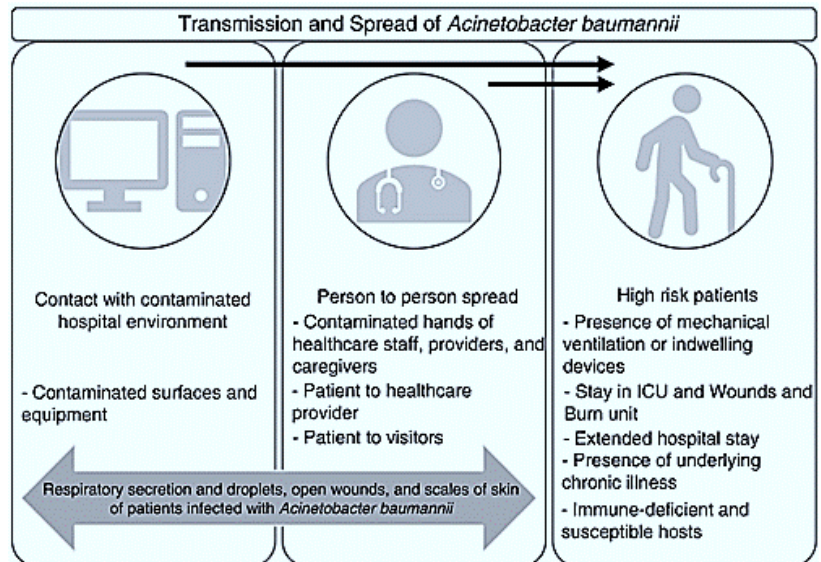 Transmission and Spread of Acinetobacter baumannii
Contact with contaminated
hospital environment
- Contaminated surfaces and
equipment
Person to person spread
- Contaminated hands of
healthcare staff, providers, and
caregivers
- Patient to healthcare
provider
- Patient to visitors
High risk patients
- Presence of mechanical
ventilation or indwelling
devices
- Stay in ICU and Wounds and
Burn unit
- Extended hospital stay
- Presence of underlying
chronic illness
- Immune-deficient and
susceptible hosts
Respiratory secretion and droplets, open wounds, and scales of skin
of patients infected with Acinetobacter baumannii